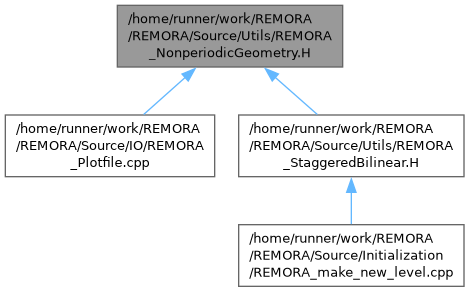 /home/runner/work/REMORA
/REMORA/Source/Utils/REMORA
_NonperiodicGeometry.H
/home/runner/work/REMORA
/REMORA/Source/IO/REMORA
_Plotfile.cpp
/home/runner/work/REMORA
/REMORA/Source/Utils/REMORA
_StaggeredBilinear.H
/home/runner/work/REMORA
/REMORA/Source/Initialization
/REMORA_make_new_level.cpp